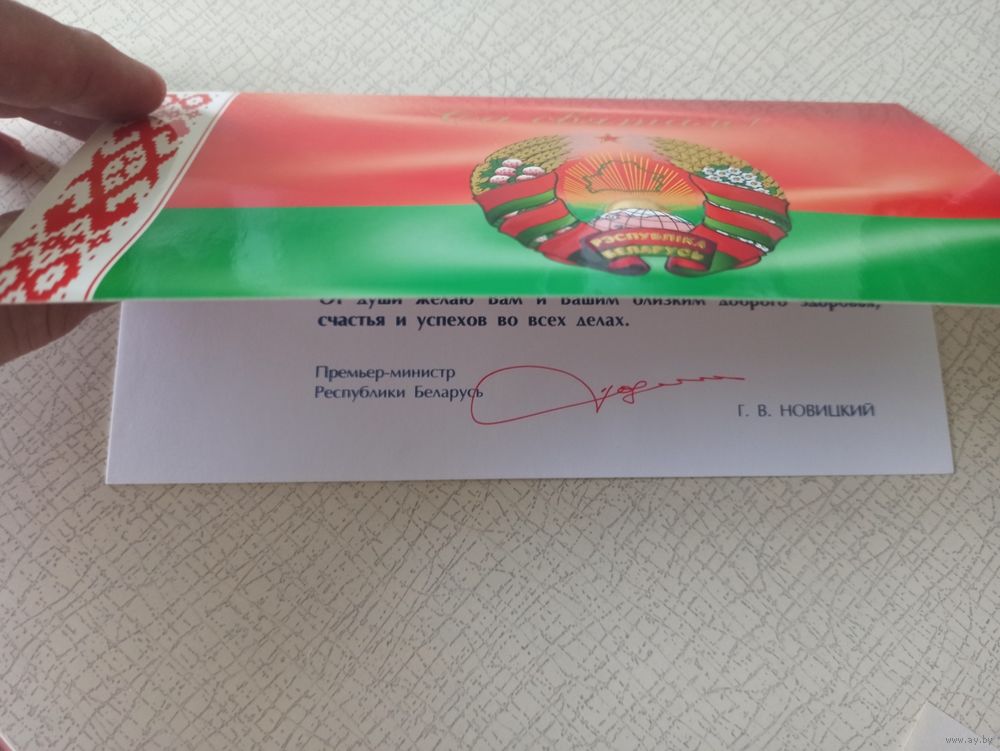 святам!
РЭСПУБЛІКА
БЕЛАРУСЬ
От души желаю Вам и Вашим близким доброго здоровья,
счастья и успехов во всех делах.
Премьер-министр
Республики Беларусь
Г. В. НОВИЦКИЙ
www.ay.by